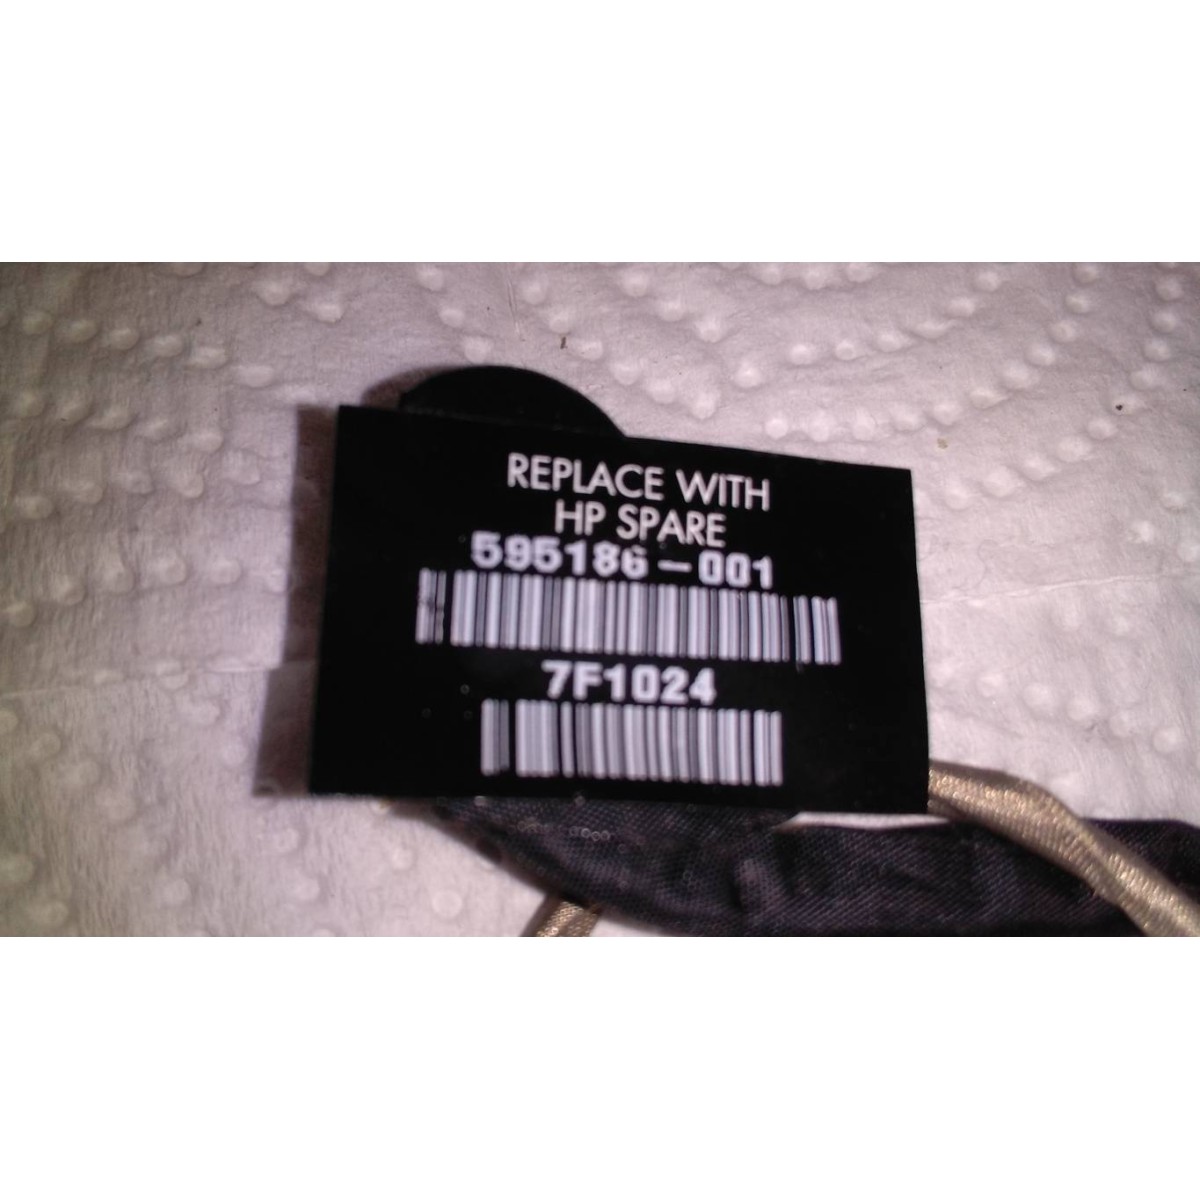 REPLACE WITH
HP SPARE
595186-001
7F1024